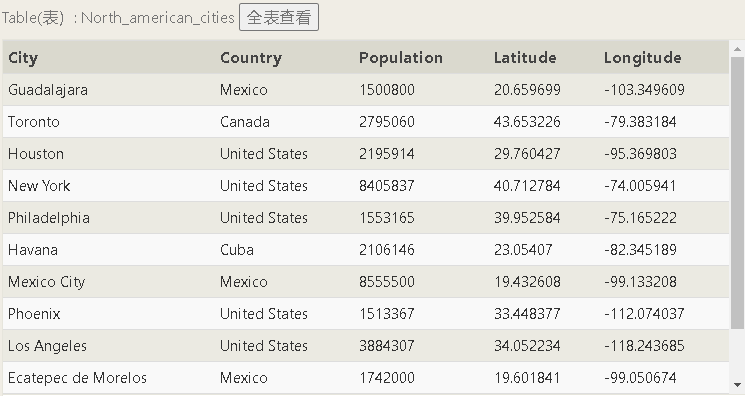 Table(表) : North_american_cities 全表查看
City Country Population Latitude Longitude
Guadalajara Mexico 1500800 20.659699 -103.349609
Toronto Canada 2795060 43.653226 -79.383184
Houston United States 2195914 29.760427 -95.369803
New York United States 8405837 40.712784 -74.005941
Philadelphia United States 1553165 39.952584 -75.165222
Havana Cuba 2106146 23.05407 -82.345189
Mexico City Mexico 8555500 19.432608 -99.133208
Phoenix United States 1513367 33.448377 -112.074037
Los Angeles United States 3884307 34.052234 -118.243685
Ecatepec de Morelos Mexico 1742000 19.601841 -99.050674